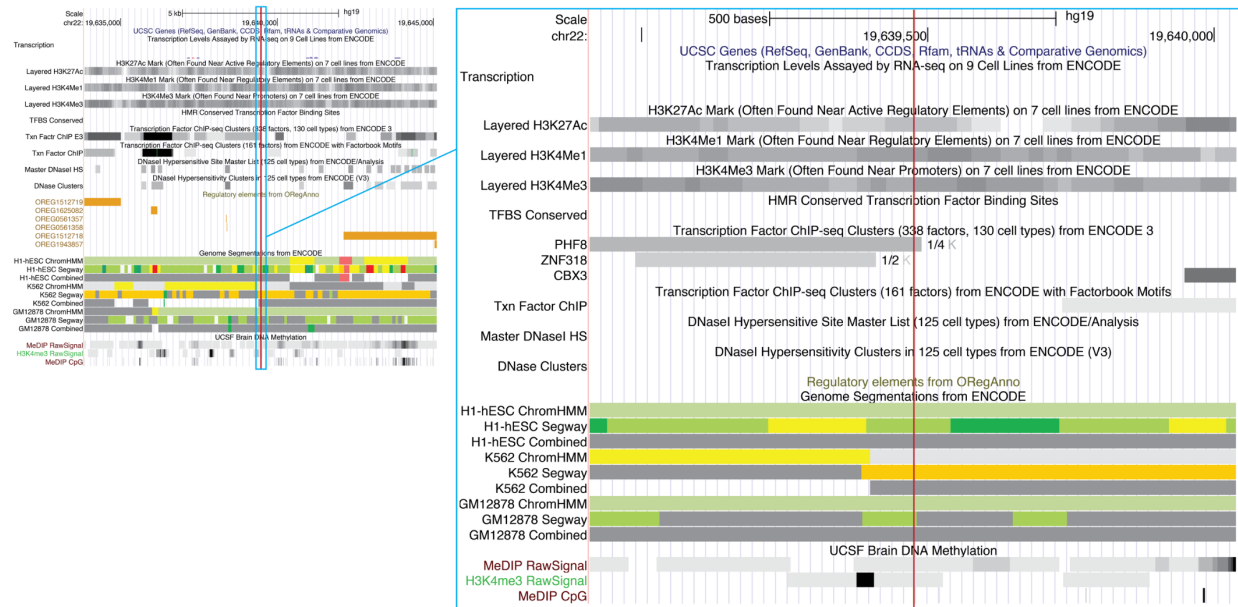 Scale
5 kb
hg19
chr22:
19,635,000
19,640,000
19,645,000
UCSC Genes (RefSeq, GenBank, CCDS, Rfam, tRNAs & Comparative Genomics)
Transcription Levels Assayed by RNA-seq on 9 Cell Lines from ENCODE
Transcription
H3K27Ac Mark (Often Found Near Active Regulatory Elements) on 7 cell lines from ENCODE
Layered H3K27Ac
H3K4Me1 Mark (Often Found Near Regulatory Elements) on 7 cell lines from ENCODE
Layered H3K4Me1
H3K4Me3 Mark (Often Found Near Promoters) on 7 cell lines from ENCODE
Layered H3K4Me3
HMR Conserved Transcription Factor Binding Sites
TFBS Conserved
Transcription Factor ChIP-seq Clusters (338 factors, 130 cell types) from ENCODE 3
Txn Factr ChIP E3
Transcription Factor ChIP-seq Clusters (161 factors) from ENCODE with Factorbook Motifs
Txn Factor ChIP
DNaseI Hypersensitive Site Master List (125 cell types) from ENCODE/Analysis
Master DNaseI HS
DNaseI Hypersensitivity Clusters in 125 cell types from ENCODE (V3)
DNase Clusters
Regulatory elements from ORegAnno
OREG1512719
OREG1625082
OREG0561357
OREG0561358
OREG1512718
OREG1943857
Genome Segmentations from ENCODE
H1-hESC ChromHMM
H1-hESC Segway
H1-hESC Combined
K562 ChromHMM
K562 Segway
K562 Combined
GM12878 ChromHMM
GM12878 Segway
GM12878 Combined
UCSF Brain DNA Methylation
MeDIP RawSignal
H3K4me3 RawSignal
MeDIP CpG
Scale
500 bases
hg19
chr22:
19,639,500
19,640,000
UCSC Genes (RefSeq, GenBank, CCDS, Rfam, tRNAs & Comparative Genomics)
Transcription Levels Assayed by RNA-seq on 9 Cell Lines from ENCODE
Transcription
H3K27Ac Mark (Often Found Near Active Regulatory Elements) on 7 cell lines from ENCODE
Layered H3K27Ac
H3K4Me1 Mark (Often Found Near Regulatory Elements) on 7 cell lines from ENCODE
Layered H3K4Me1
H3K4Me3 Mark (Often Found Near Promoters) on 7 cell lines from ENCODE
Layered H3K4Me3
HMR Conserved Transcription Factor Binding Sites
TFBS Conserved
Transcription Factor ChIP-seq Clusters (338 factors, 130 cell types) from ENCODE 3
PHF8
1/4 K
ZNF318
1/2 K
CBX3
Transcription Factor ChIP-seq Clusters (161 factors) from ENCODE with Factorbook Motifs
Txn Factor ChIP
DNaseI Hypersensitive Site Master List (125 cell types) from ENCODE/Analysis
Master DNaseI HS
DNaseI Hypersensitivity Clusters in 125 cell types from ENCODE (V3)
DNase Clusters
Regulatory elements from ORegAnno
Genome Segmentations from ENCODE
H1-hESC ChromHMM
H1-hESC Segway
H1-hESC Combined
K562 ChromHMM
K562 Segway
K562 Combined
GM12878 ChromHMM
GM12878 Segway
GM12878 Combined
UCSF Brain DNA Methylation
MeDIP RawSignal
H3K4me3 RawSignal
MeDIP CpG